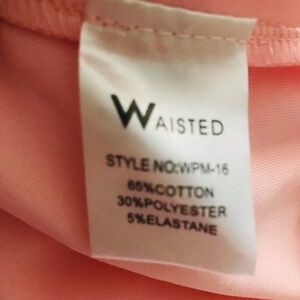 WAISTED
STYLE NO:WPM-16
65%COTTON
30%POLYESTER
5%ELASTANE